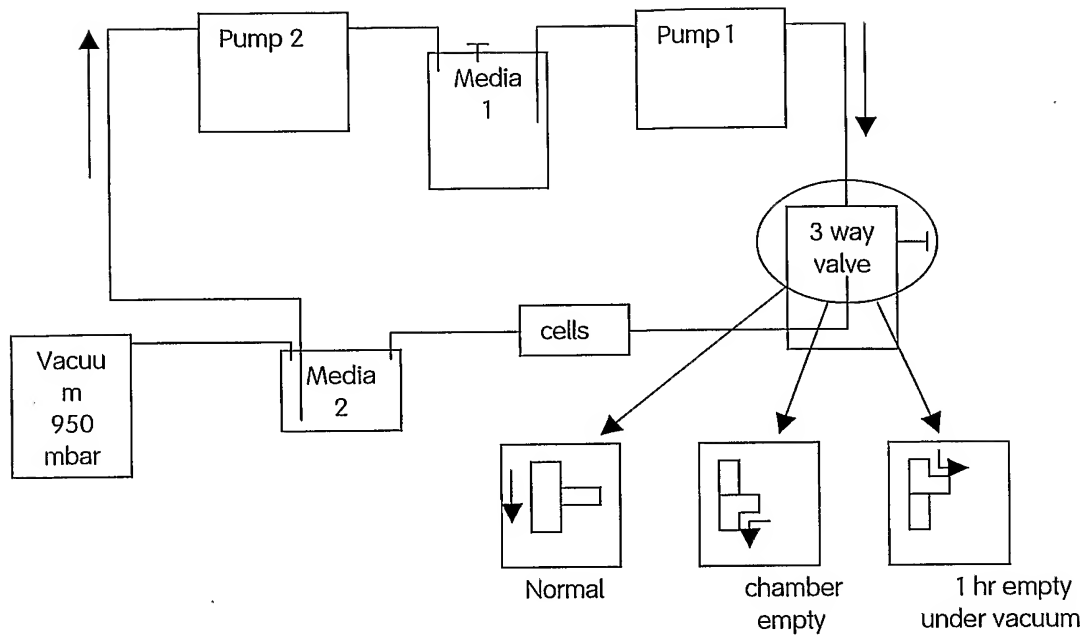 Pump 2
Media
1
Pump 1
3 way
valve
cells
Vacuu
m
950
mbar
Media
2
Normal
chamber
empty
1 hr empty
under vacuum